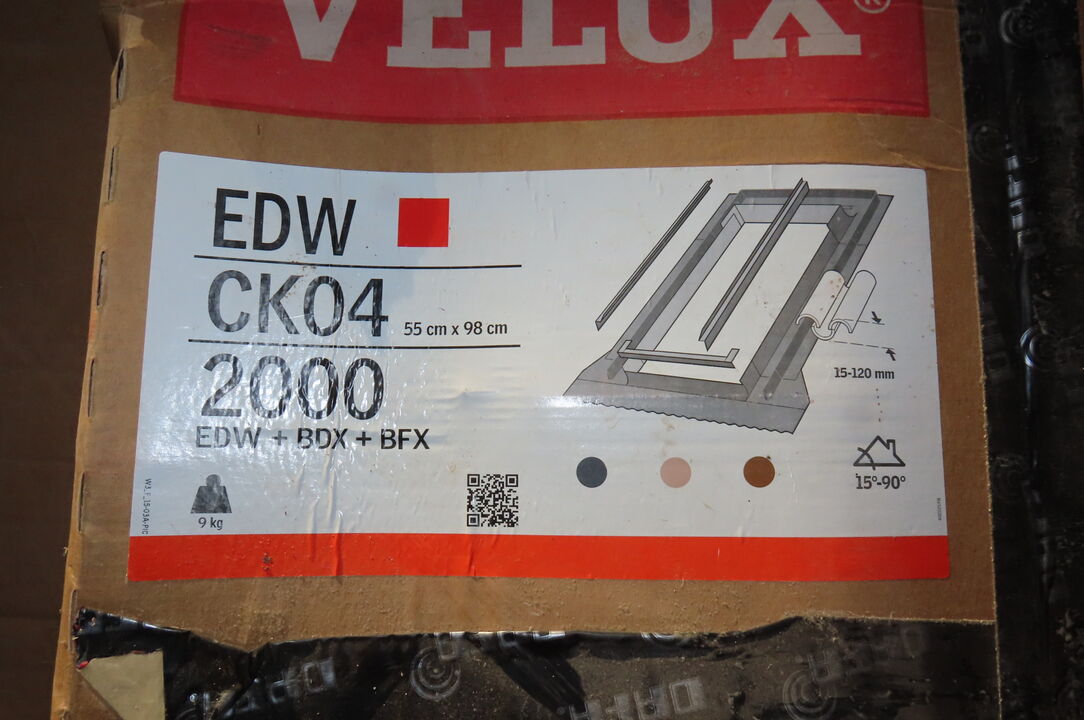 VELUX®
EDW
CK04 55 cm x 98 cm
2000
EDW + BDX + BFX
15-120 mm
15°-90°
9 kg